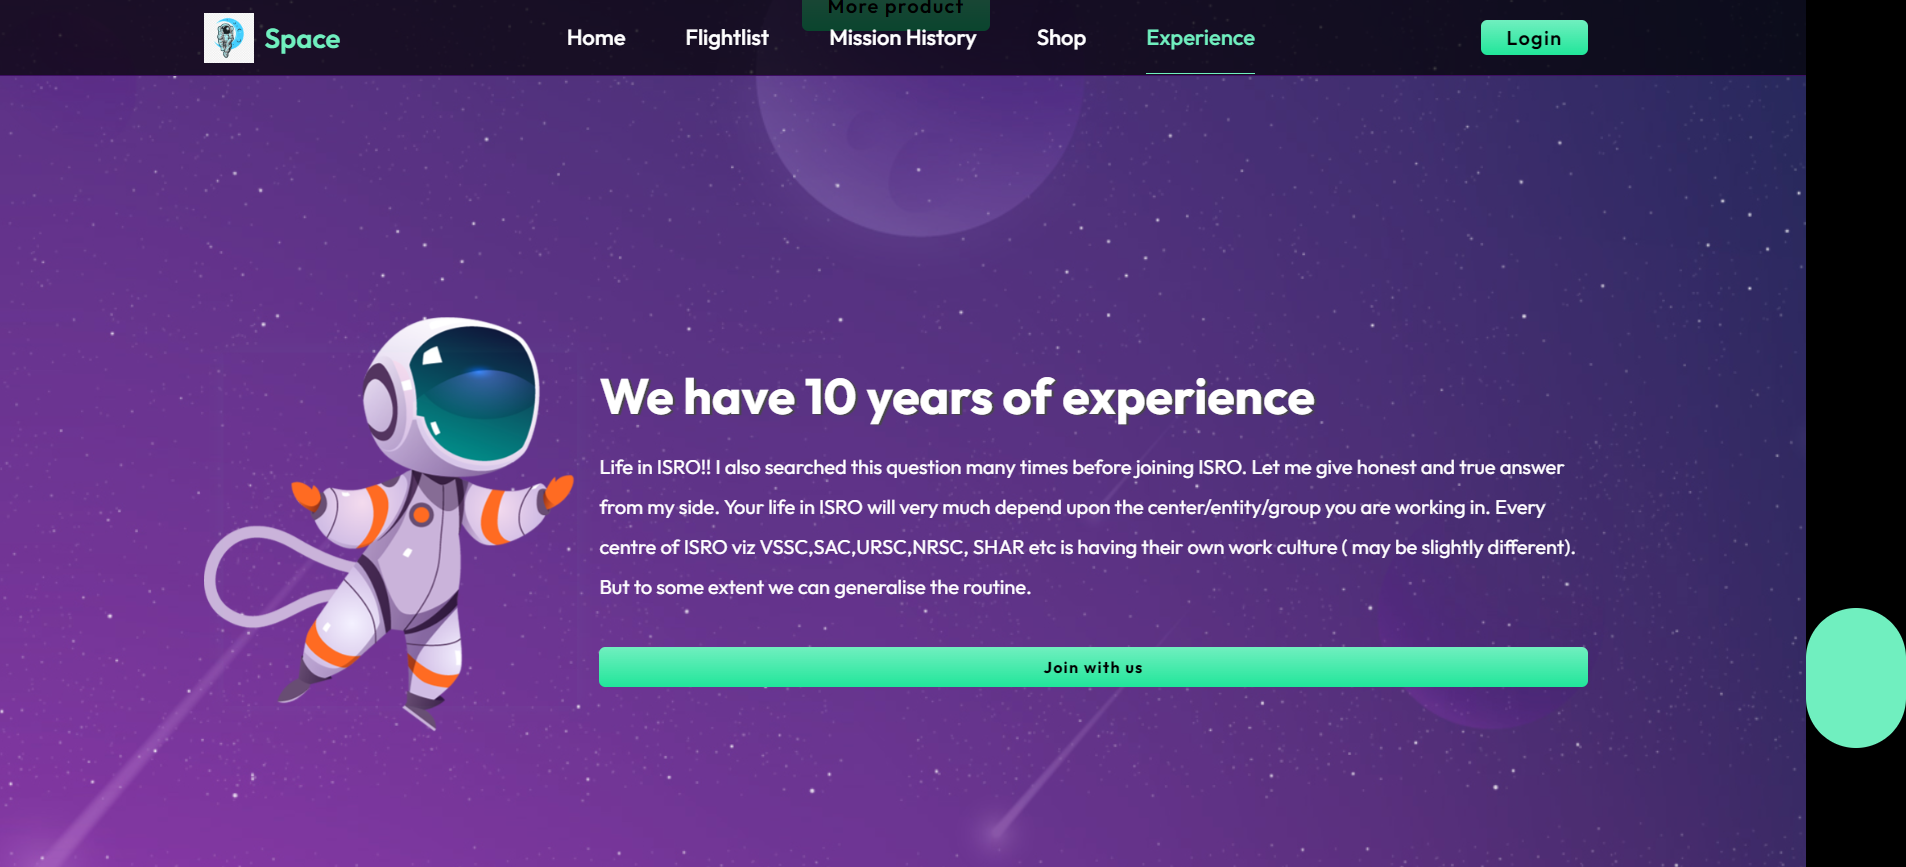 More product
Space
Home
Flightlist
Mission History
Shop
Experience
Login
We have 10 years of experience
Life in ISRO!! I also searched this question many times before joining ISRO. Let me give honest and true answer
from my side. Your life in ISRO will very much depend upon the center/entity/group you are working in. Every
centre of ISRO viz VSSC,SAC,URSC,NRSC, SHAR etc is having their own work culture ( may be slightly different).
But to some extent we can generalise the routine.
Join with us